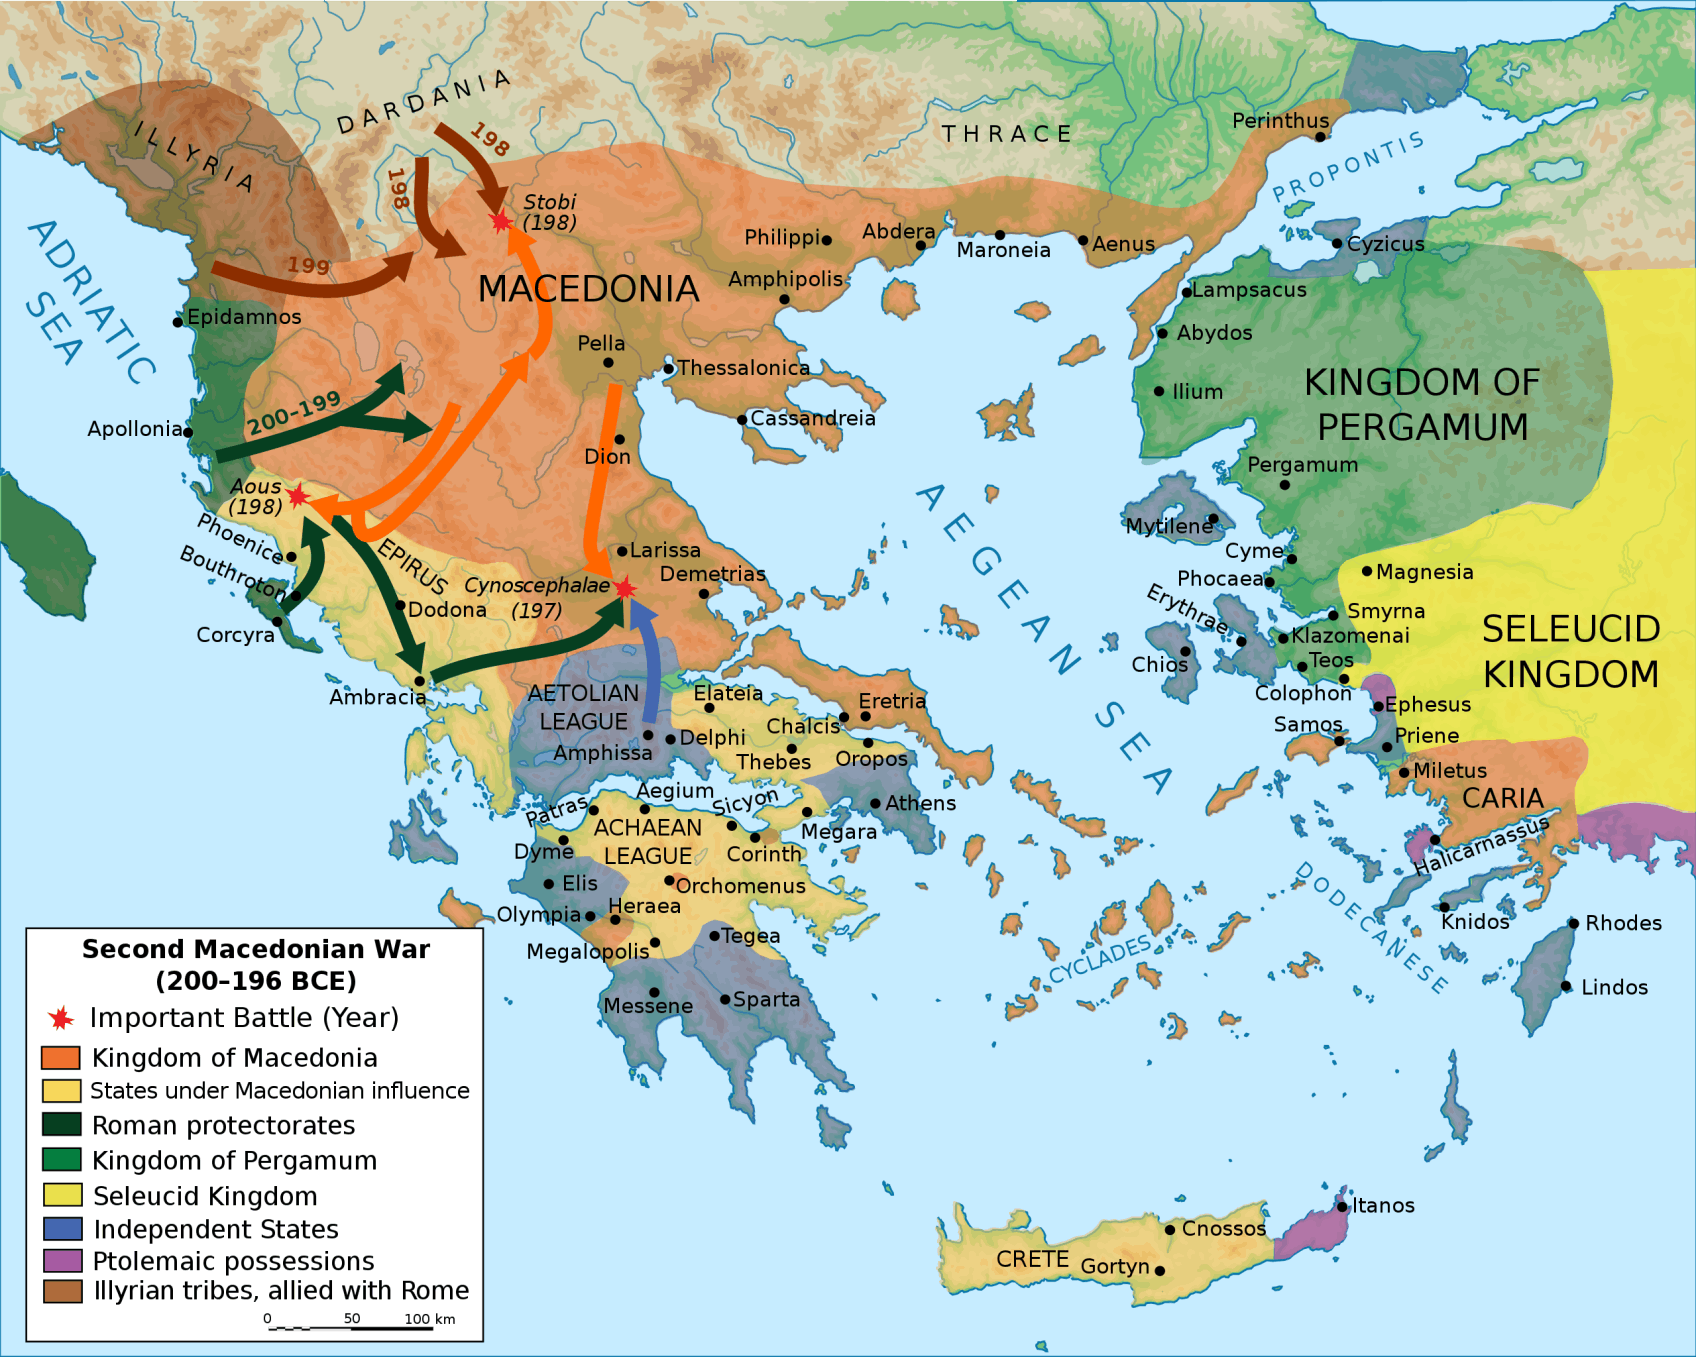 DARDANIA
ILLYRIA
198
198
Stobi
(198)
THRACE
Perinthus
PROPONTIS
Cyzicus
ADRIATIC
SEA
199
MACEDONIA
Philippi
Abdera
Maroneia
Aenus
Amphipolis
Lampsacus
Abydos
Ilium
Epidamnos
Pella
Thessalonica
Cassandreia
KINGDOM OF
PERGAMUM
Pergamum
200–199
Apollonia
Dion
Aous
(198)
Phoenice
Bouthroton
Corcyra
EPIRUS
Dodona
Cynoscephalae
(197)
Larissa
Demetrias
AEGEAN SEA
Mytilene
Cyme
Phocaea
Erythrae
Magnesia
Smyrna
Klazomenai
Teos
Colophon
Chios
SELEUCID
KINGDOM
Ambracia
AETOLIAN
LEAGUE
Amphissa
Elateia
Delphi
Chalcis
Eretria
Thebes
Oropos
Ephesus
Samos
Priene
Miletus
CARIA
Halicarnassus
Patras
Aegium
Sicyon
Athens
Megara
ACHAEAN
LEAGUE
Corinth
Dyme
Elis
Orchomenus
Olympia
Heraea
Megalopolis
Tegea
Messene
Sparta
DODECANESE
Knidos
Rhodes
Lindos
CYCLADES
Itanos
Cnossos
CRETE
Gortyn
Second Macedonian War
(200–196 BCE)
Important Battle (Year)
Kingdom of Macedonia
States under Macedonian influence
Roman protectorates
Kingdom of Pergamum
Seleucid Kingdom
Independent States
Ptolemaic possessions
Illyrian tribes, allied with Rome
0 50 100 km